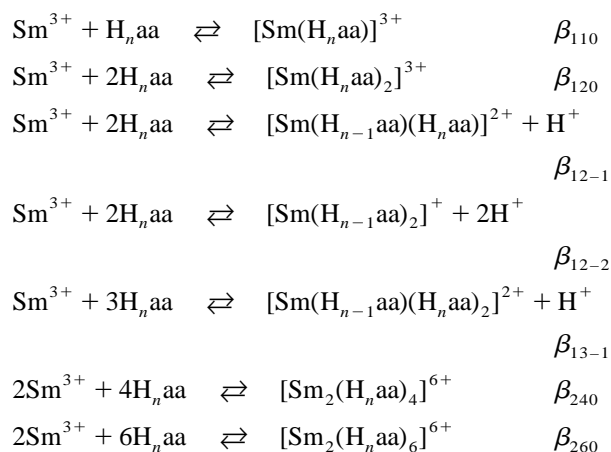 Sm³⁺ + Hₙaa ⇄ [Sm(Hₙaa)]³⁺ β₁₁₀
Sm³⁺ + 2Hₙaa ⇄ [Sm(Hₙaa)₂]³⁺ β₁₂₀
Sm³⁺ + 2Hₙaa ⇄ [Sm(Hₙ₋₁aa)(Hₙaa)]²⁺ + H⁺
β₁₂₋₁
Sm³⁺ + 2Hₙaa ⇄ [Sm(Hₙ₋₁aa)₂]⁺ + 2H⁺
β₁₂₋₂
Sm³⁺ + 3Hₙaa ⇄ [Sm(Hₙ₋₁aa)(Hₙaa)₂]²⁺ + H⁺
β₁₃₋₁
2Sm³⁺ + 4Hₙaa ⇄ [Sm₂(Hₙaa)₄]⁶⁺ β₂₄₀
2Sm³⁺ + 6Hₙaa ⇄ [Sm₂(Hₙaa)₆]⁶⁺ β₂₆₀